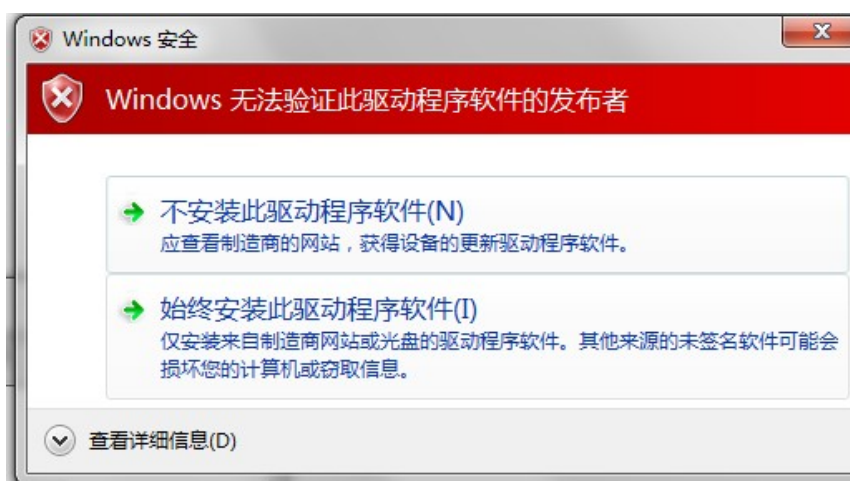 Windows 安全
Windows 无法验证此驱动程序软件的发布者
不安装此驱动程序软件(N)
应查看制造商的网站，获得设备的更新驱动程序软件。
始终安装此驱动程序软件(I)
仅安装来自制造商网站或光盘的驱动程序软件。其他来源的未签名软件可能会
损坏您的计算机或窃取信息。
查看详细信息(D)